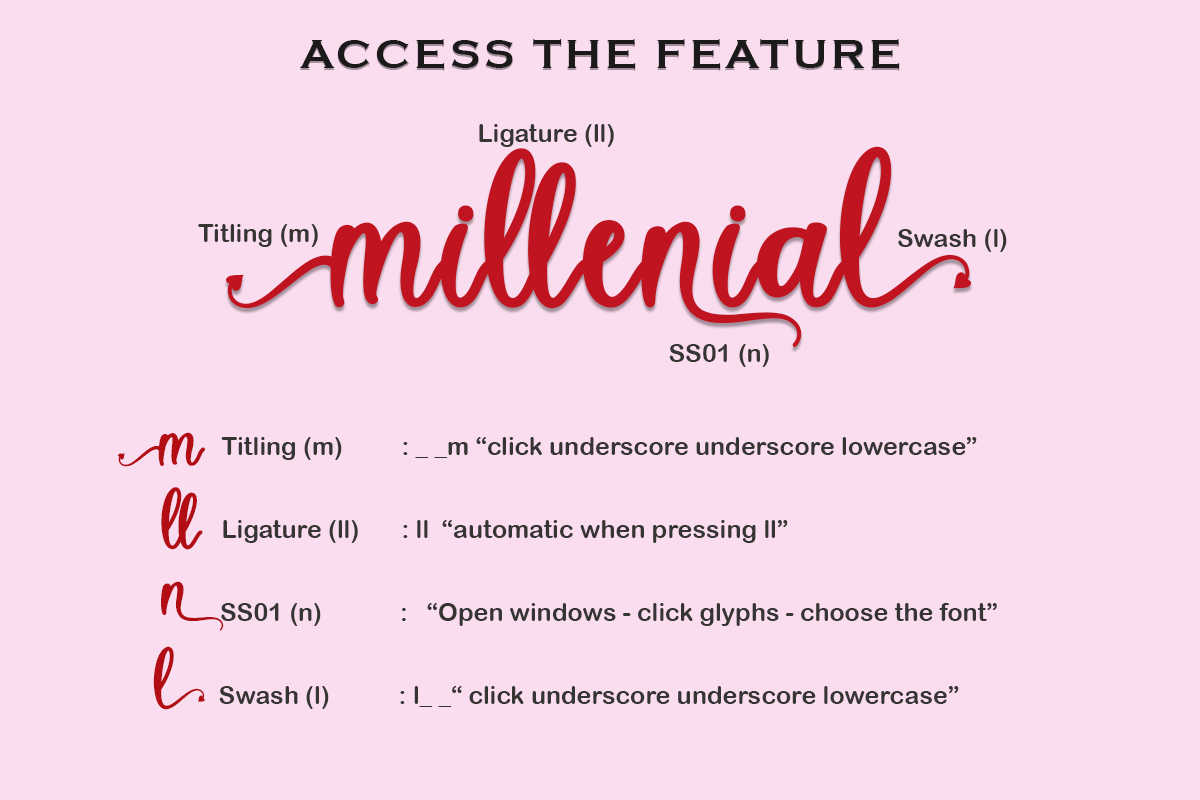 ACCESS THE FEATURE
Ligature (ll)
Titling (m)
millenial
Swash (l)
SS01 (n)
m Titling (m) : _ _m “click underscore underscore lowercase”
ll Ligature (ll) : ll “automatic when pressing ll”
n SS01 (n) : “Open windows - click glyphs - choose the font”
l Swash (l) : l_ _“ click underscore underscore lowercase”